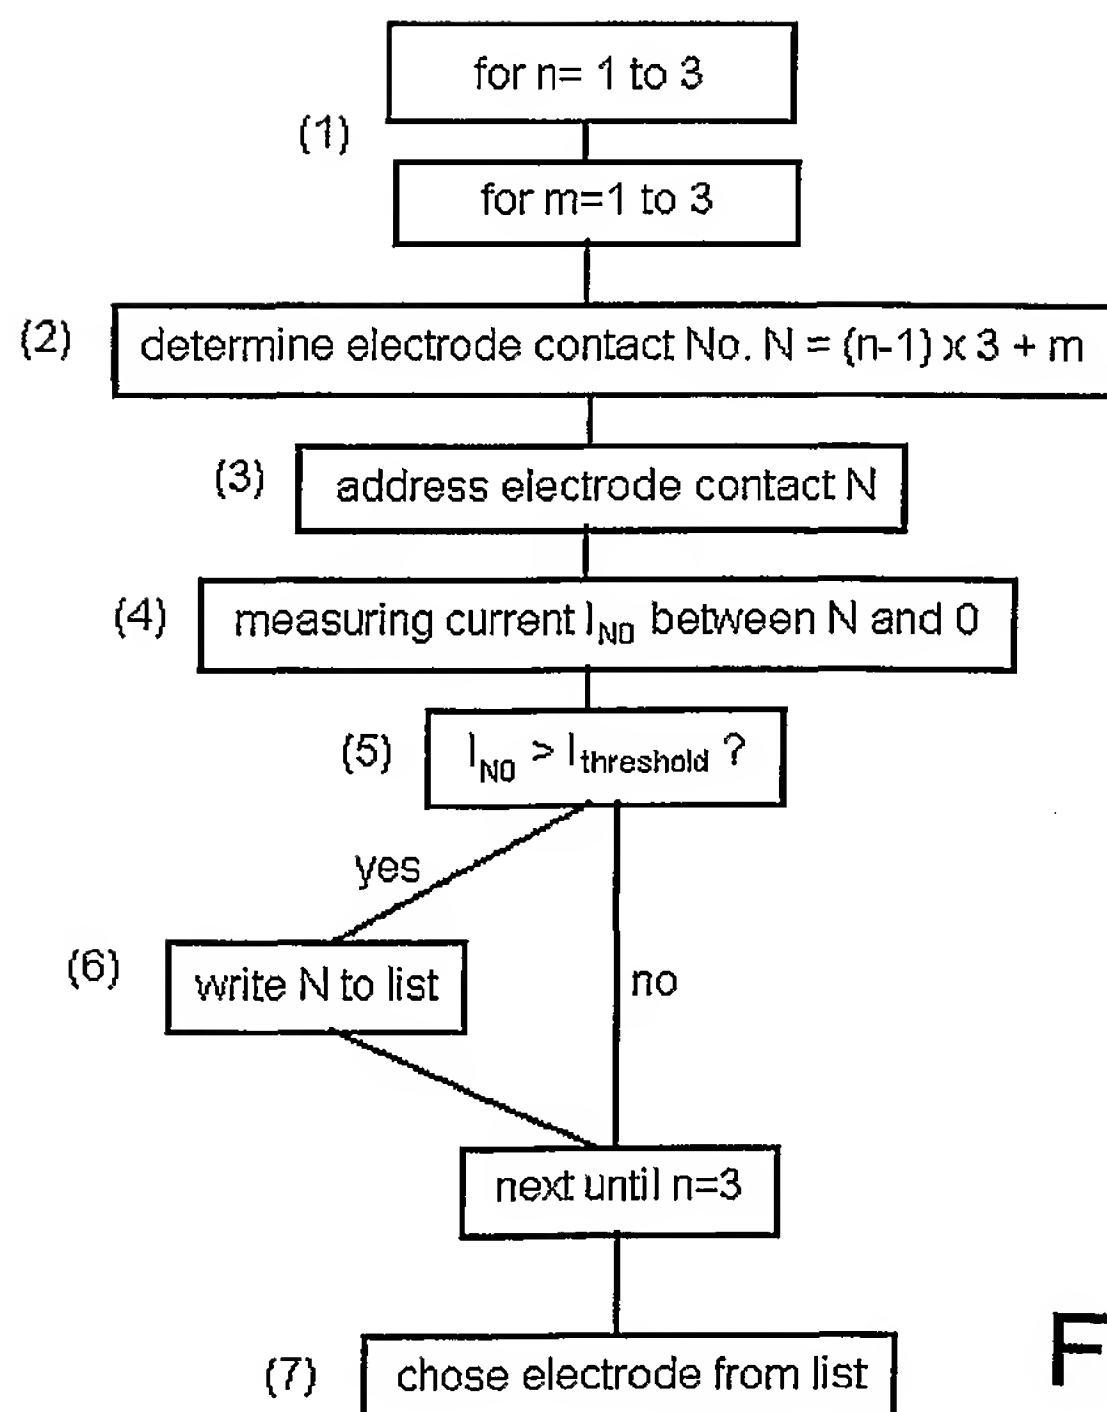 for n= 1 to 3
(1)
for m=1 to 3
(2) determine electrode contact No. N = (n-1) x 3 + m
(3) address electrode contact N
(4) measuring current I_N0 between N and 0
(5) I_N0 > I_threshold ?
yes
(6) write N to list
no
next until n=3
(7) chose electrode from list
F